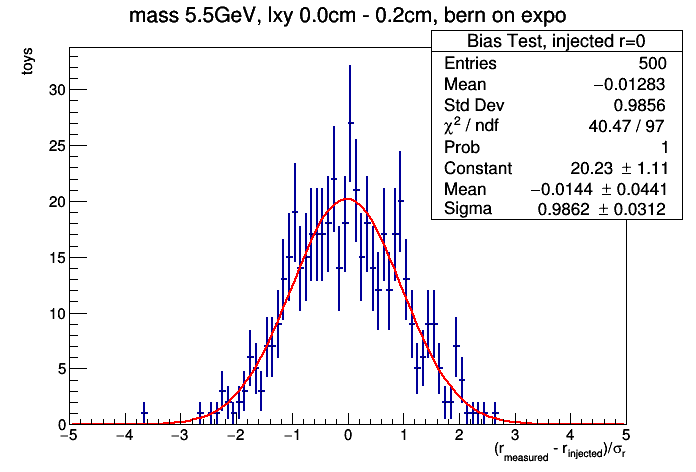 mass 5.5GeV, lxy 0.0cm - 0.2cm, bern on expo
Bias Test, injected r=0
Entries 500
Mean −0.01283
Std Dev 0.9856
χ² / ndf 40.47 / 97
Prob 1
Constant 20.23 ± 1.11
Mean −0.0144 ± 0.0441
Sigma 0.9862 ± 0.0312
toys
30
25
20
15
10
5
0
−5 −4 −3 −2 −1 0 1 2 3 4 5
(r_measured - r_injected)/σ_r